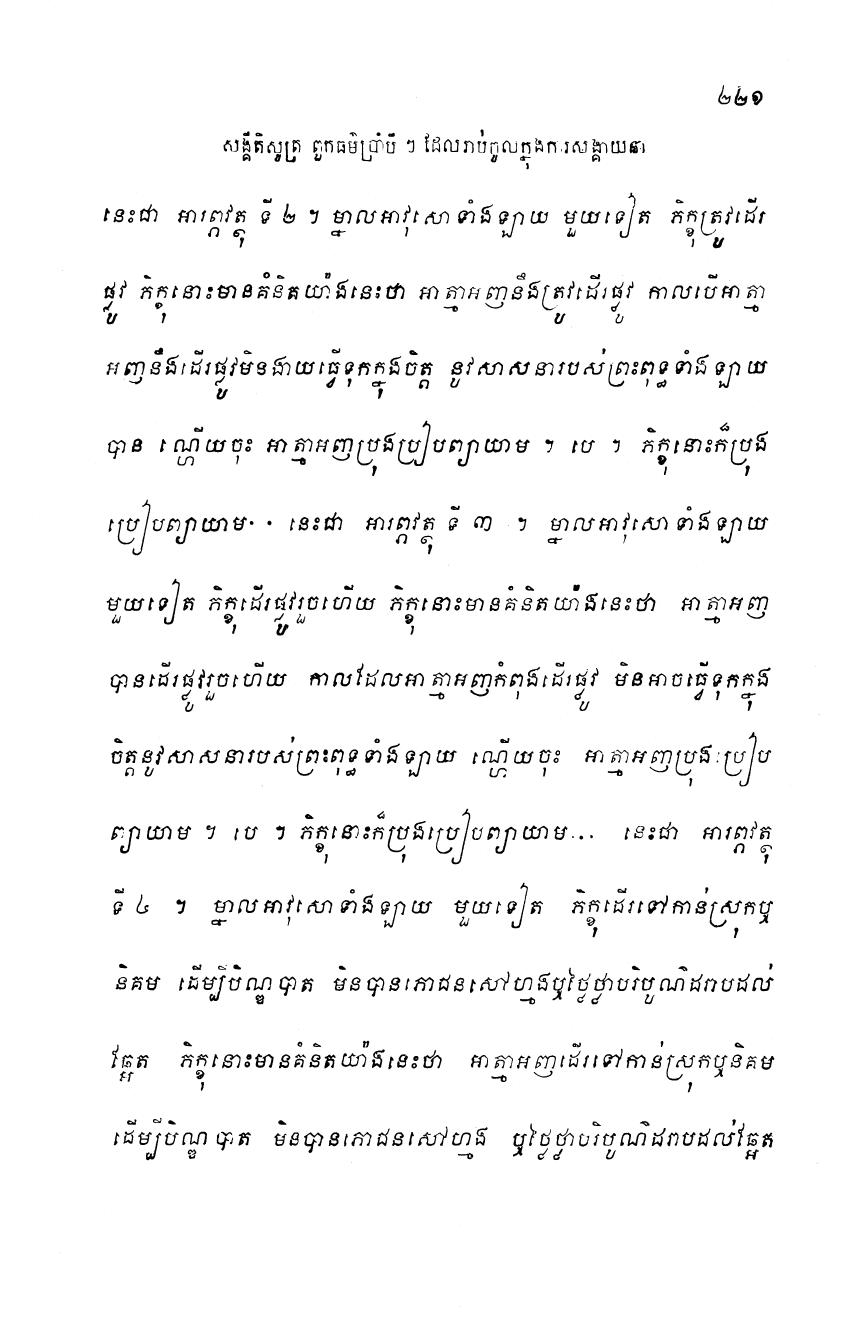 ២២១
សង្គីតិសូត្រ ពួកធម៌ប្រាំបី ៗ ដែលរាប់ចូលក្នុងការសង្គាយនា
នេះជា អារព្ភវត្ថុ ទី ២ ។ ម្នាលអាវុសោទាំងឡាយ មួយទៀត ភិក្ខុត្រូវដើរ
ផ្លូវ ភិក្ខុនោះមានគំនិតយ៉ាងនេះថា អាត្មាអញនឹងត្រូវដើរផ្លូវ កាលបើអាត្មា
អញនឹងដើរផ្លូវមិនងាយធ្វើទុកក្នុងចិត្ត នូវសាសនារបស់ព្រះពុទ្ធទាំងឡាយ
បាន ណ្ហើយចុះ អាត្មាអញប្រុងប្រៀបព្យាយាម ។ បេ ។ ភិក្ខុនោះក៏ប្រុង
ប្រៀបព្យាយាម.. នេះជា អារព្ភវត្ថុ ទី ៣ ។ ម្នាលអាវុសោទាំងឡាយ
មួយទៀត ភិក្ខុដើរផ្លូវរួចហើយ ភិក្ខុនោះមានគំនិតយ៉ាងនេះថា អាត្មាអញ
បានដើរផ្លូវរួចហើយ កាលដែលអាត្មាអញកំពុងដើរផ្លូវ មិនអាចធ្វើទុកក្នុង
ចិត្តនូវសាសនារបស់ព្រះពុទ្ធទាំងឡាយ ណ្ហើយចុះ អាត្មាអញប្រុងប្រៀប
ព្យាយាម ។ បេ ។ ភិក្ខុនោះក៏ប្រុងប្រៀបព្យាយាម... នេះជា អារព្ភវត្ថុ
ទី ៤ ។ ម្នាលអាវុសោទាំងឡាយ មួយទៀត ភិក្ខុដើរទៅកាន់ស្រុកឬ
និគម ដើម្បីបិណ្ឌបាត មិនបានភោជនសៅហ្មងឬថ្លៃថ្លាបរិបូណ៌ដរាបដល់
ឆ្អែត ភិក្ខុនោះមានគំនិតយ៉ាងនេះថា អាត្មាអញដើរទៅកាន់ស្រុកឬនិគម
ដើម្បីបិណ្ឌបាត មិនបានភោជនសៅហ្មង ឬថ្លៃថ្លាបរិបូណ៌ដរាបដល់ឆ្អែត